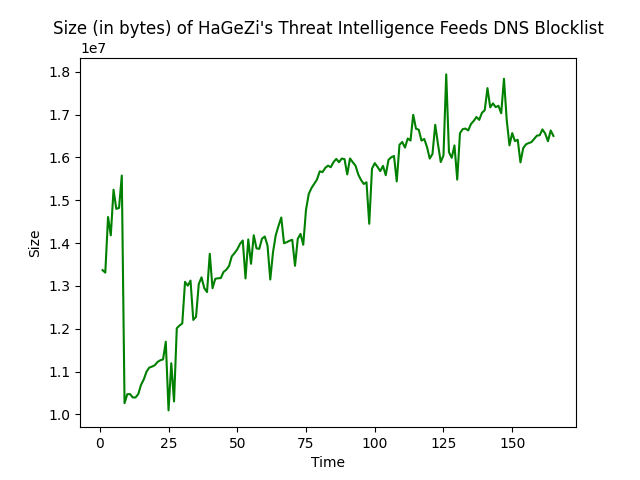 Size (in bytes) of HaGeZi's Threat Intelligence Feeds DNS Blocklist
1e7
1.8
1.7
1.6
1.5
1.4
1.3
1.2
1.1
1.0
Size
0 25 50 75 100 125 150
Time